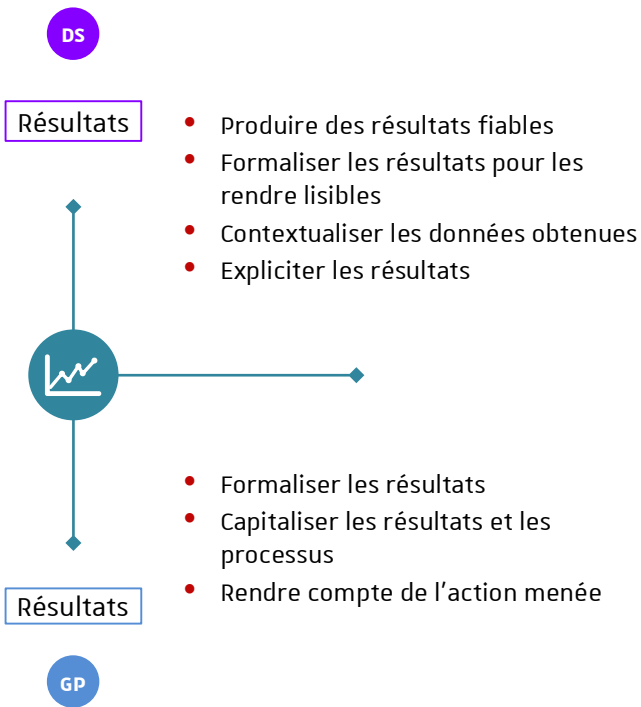 DS
Résultats
• Produire des résultats fiables
• Formaliser les résultats pour les
rendre lisibles
• Contextualiser les données obtenues
• Expliciter les résultats
• Formaliser les résultats
• Capitaliser les résultats et les
processus
• Rendre compte de l'action menée
Résultats
GP